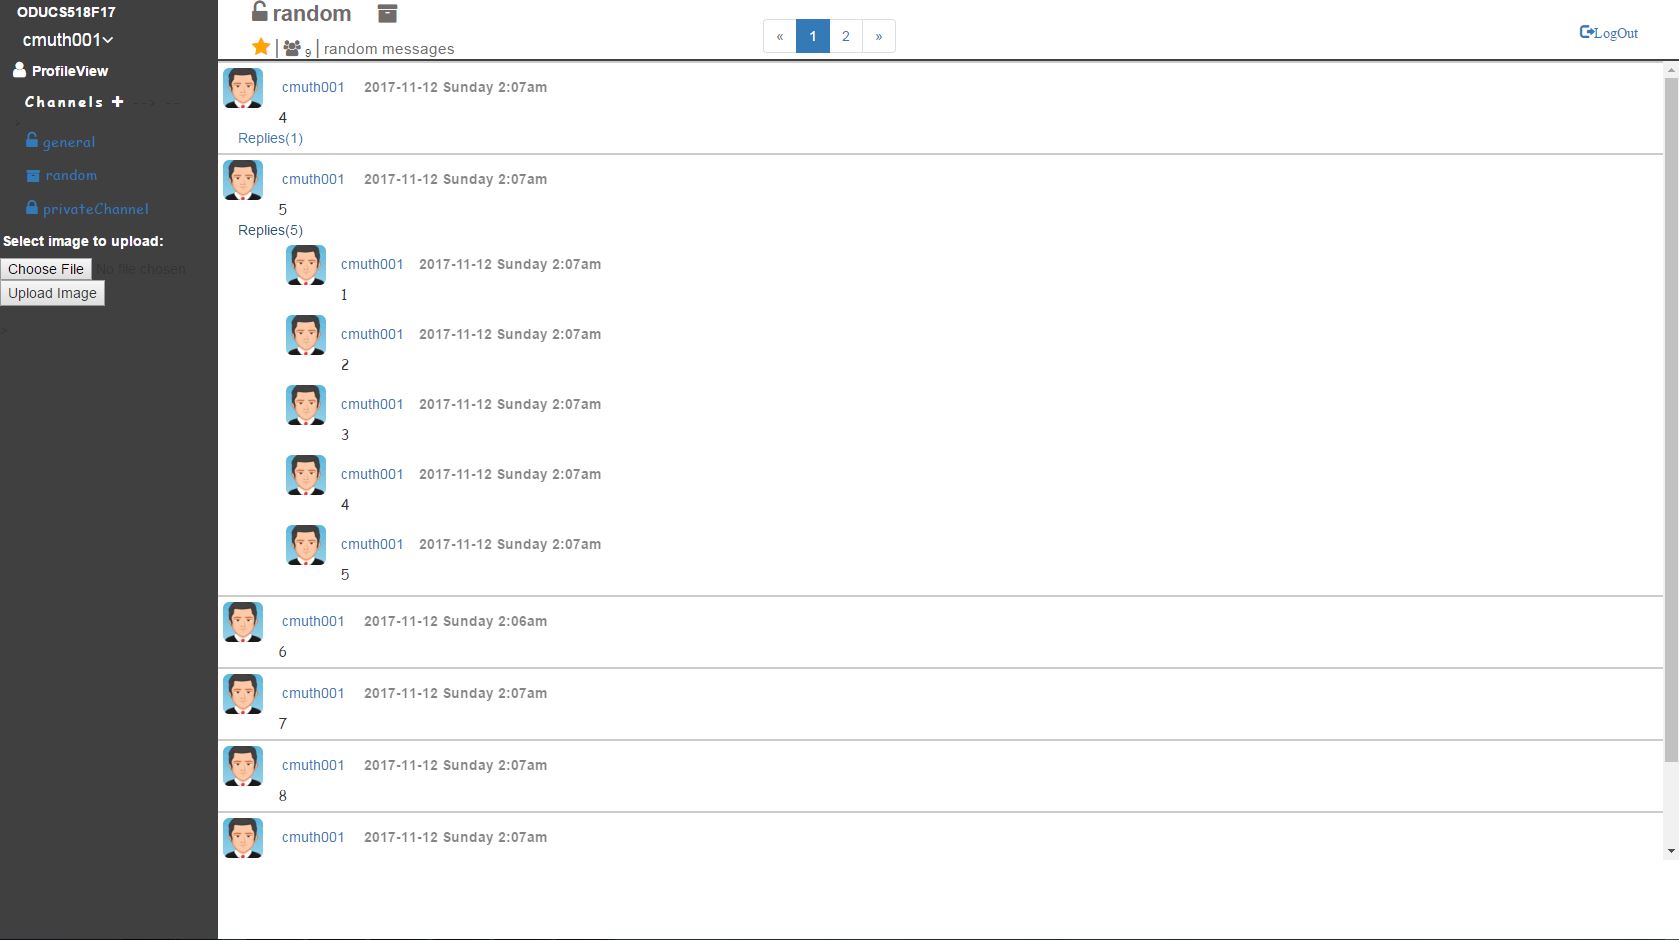 ODUCS518F17
cmuth001
ProfileView
Channels + --> --
>
general
random
privateChannel
Select image to upload:
Choose File No file chosen
Upload Image
>
random
9 | random messages
« 1 2 »
LogOut
cmuth001 2017-11-12 Sunday 2:07am
4
Replies(1)
cmuth001 2017-11-12 Sunday 2:07am
5
Replies(5)
cmuth001 2017-11-12 Sunday 2:07am
1
cmuth001 2017-11-12 Sunday 2:07am
2
cmuth001 2017-11-12 Sunday 2:07am
3
cmuth001 2017-11-12 Sunday 2:07am
4
cmuth001 2017-11-12 Sunday 2:07am
5
cmuth001 2017-11-12 Sunday 2:06am
6
cmuth001 2017-11-12 Sunday 2:07am
7
cmuth001 2017-11-12 Sunday 2:07am
8
cmuth001 2017-11-12 Sunday 2:07am